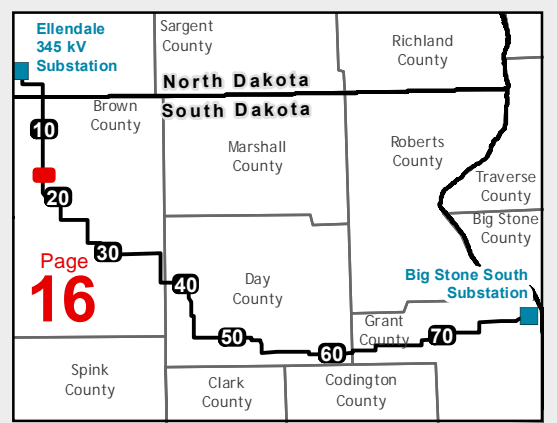 Ellendale
345 kV
Substation
Sargent
County
Richland
County
North Dakota
South Dakota
Brown
County
10
Marshall
County
Roberts
County
Traverse
County
20
Big Stone
County
30
Page
16
40
Day
County
Big Stone South
Substation
Grant
County
50
60
70
Spink
County
Clark
County
Codington
County